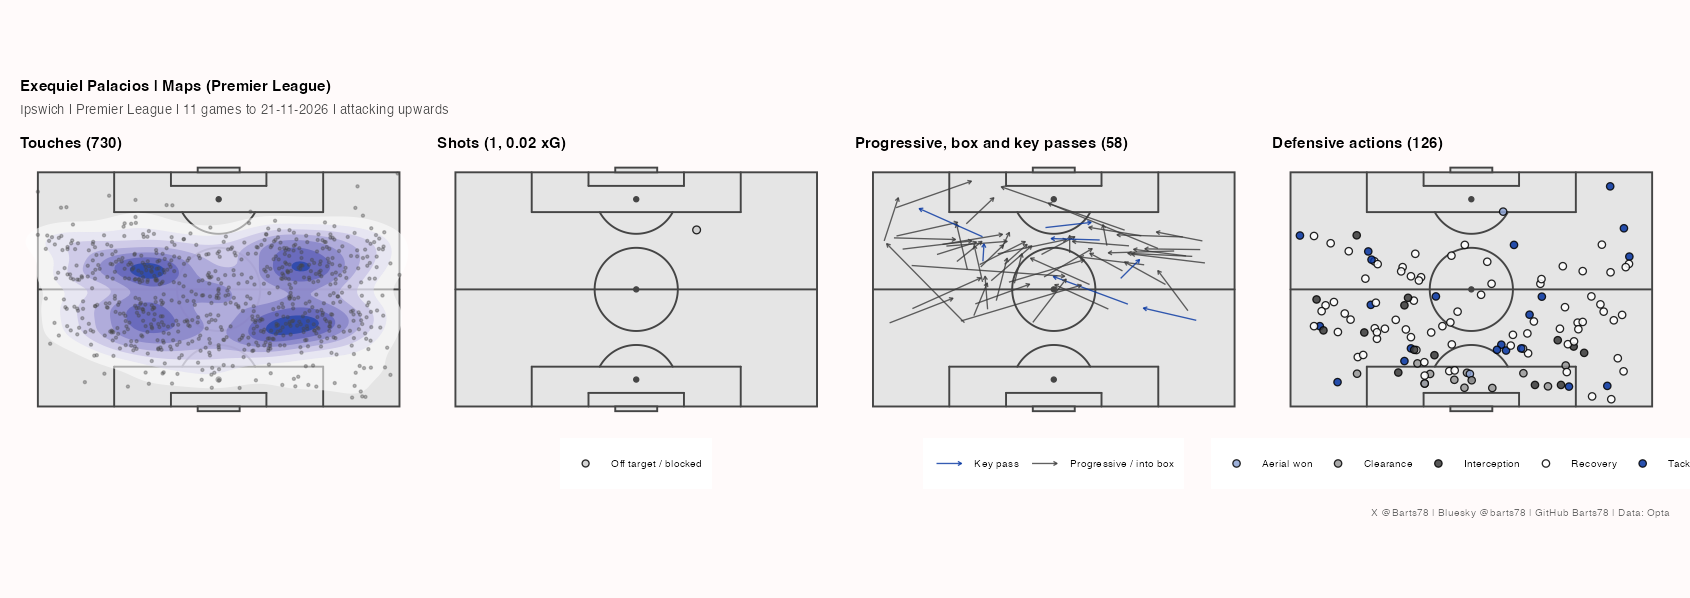 Exequiel Palacios | Maps (Premier League)
Ipswich | Premier League | 11 games to 21-11-2026 | attacking upwards
Touches (730)
Shots (1, 0.02 xG)
Progressive, box and key passes (58)
Defensive actions (126)
Off target / blocked
Key pass
Progressive / into box
Aerial won
Clearance
Interception
Recovery
Tack
X @Barts78 | Bluesky @barts78 | GitHub Barts78 | Data: Opta